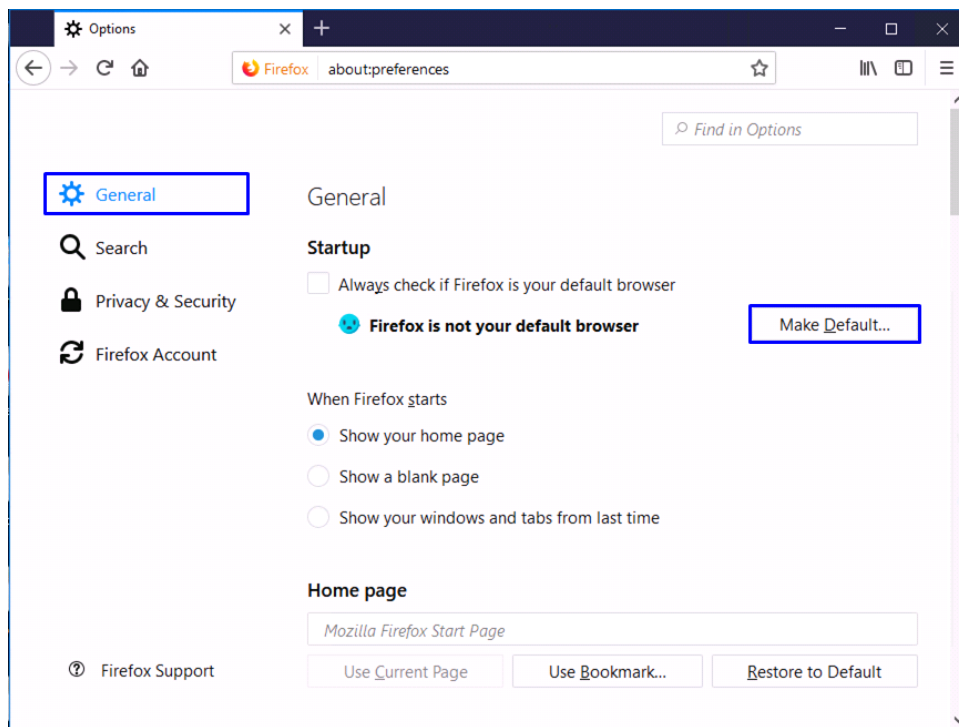 Options
Firefox about:preferences
Find in Options
General
General
Search
Startup
Always check if Firefox is your default browser
Privacy & Security
Firefox is not your default browser
Make Default...
Firefox Account
When Firefox starts
Show your home page
Show a blank page
Show your windows and tabs from last time
Home page
Mozilla Firefox Start Page
Firefox Support
Use Current Page
Use Bookmark...
Restore to Default